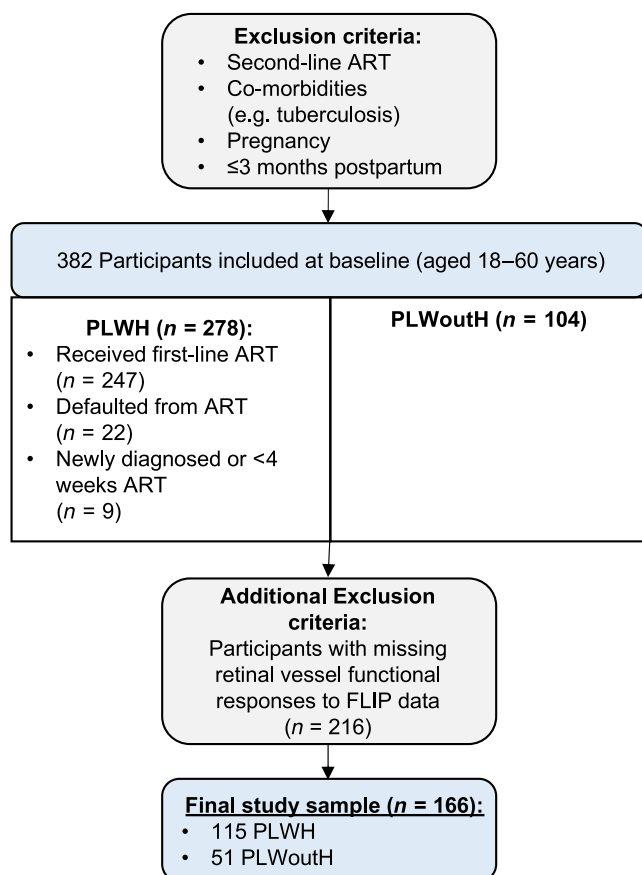 Exclusion criteria:
• Second-line ART
• Co-morbidities
(e.g. tuberculosis)
• Pregnancy
• ≤3 months postpartum
382 Participants included at baseline (aged 18–60 years)
PLWH (n = 278):
• Received first-line ART
(n = 247)
• Defaulted from ART
(n = 22)
• Newly diagnosed or <4
weeks ART
(n = 9)
PLWoutH (n = 104)
Additional Exclusion
criteria:
Participants with missing
retinal vessel functional
responses to FLIP data
(n = 216)
Final study sample (n = 166):
• 115 PLWH
• 51 PLWoutH